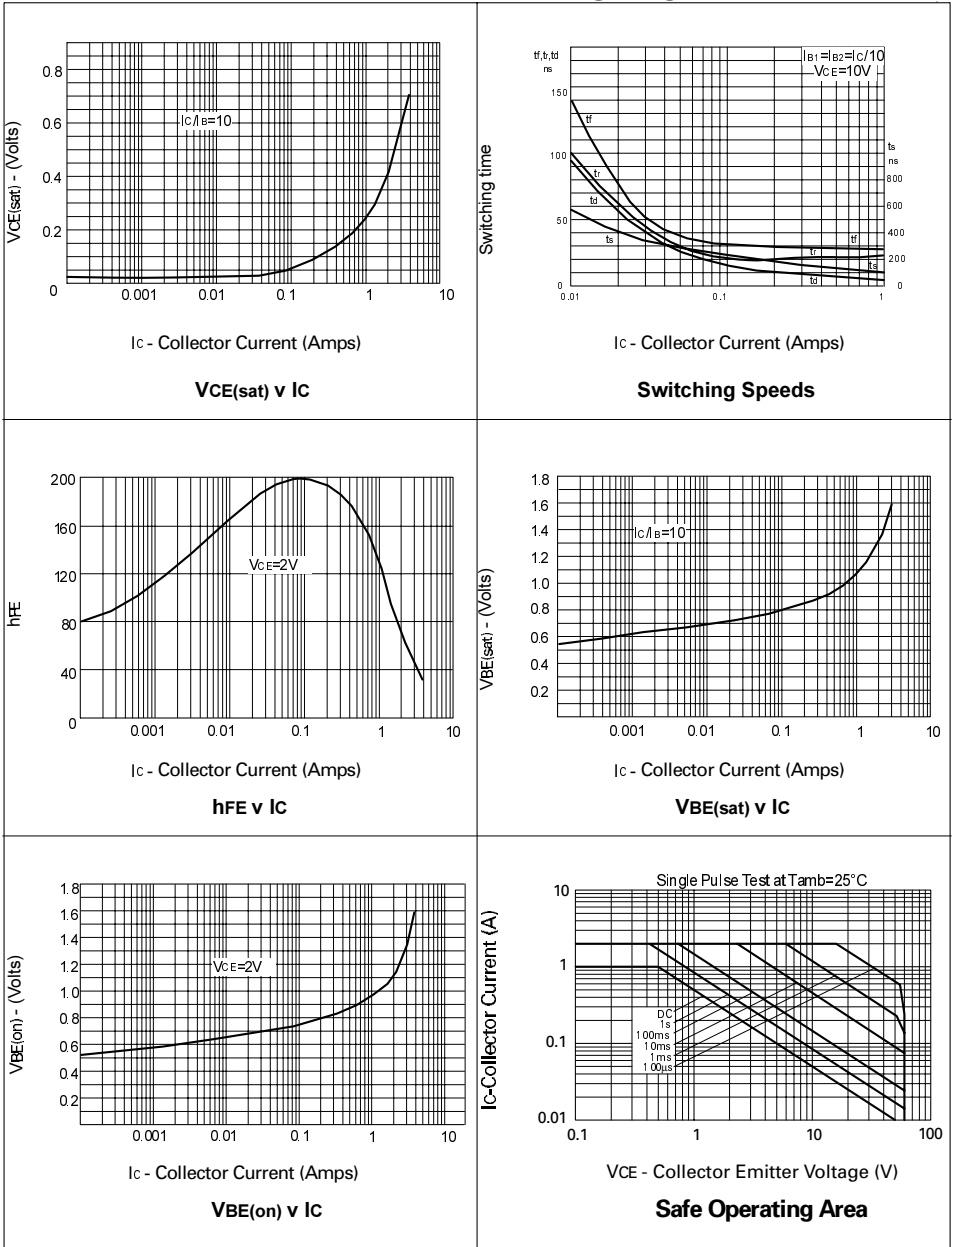 0.8
0.6
0.4
0.2
0
VCE(sat) - (Volts)
IC/IB=10
0.001 0.01 0.1 1 10
IC - Collector Current (Amps)
VCE(sat) v IC
tf,tr,td
ns
150
100
50
0
Switching time
IB1=IB2=IC/10
VCE=10V
ts
ns
800
600
400
200
0
tf
tr
td
ts
tf
tr
ts
td
0.01 0.1 1
IC - Collector Current (Amps)
Switching Speeds
200
160
120
80
40
0
hFE
VCE=2V
0.001 0.01 0.1 1 10
IC - Collector Current (Amps)
hFE v IC
1.8
1.6
1.4
1.2
1.0
0.8
0.6
0.4
0.2
VBE(sat) - (Volts)
IC/IB=10
0.001 0.01 0.1 1 10
IC - Collector Current (Amps)
VBE(sat) v IC
1.8
1.6
1.4
1.2
1.0
0.8
0.6
0.4
0.2
VBE(on) - (Volts)
VCE=2V
0.001 0.01 0.1 1 10
IC - Collector Current (Amps)
VBE(on) v IC
Single Pulse Test at Tamb=25°C
10
1
0.1
0.01
IC-Collector Current (A)
DC
1s
100ms
10ms
1ms
100µs
0.1 1 10 100
VCE - Collector Emitter Voltage (V)
Safe Operating Area